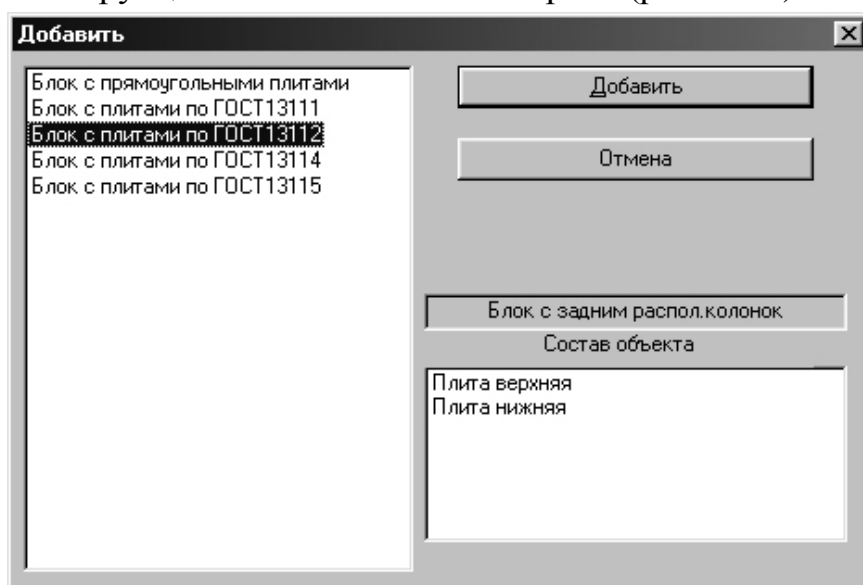 Добавить
Блок с прямоугольными плитами
Блок с плитами по ГОСТ13111
Блок с плитами по ГОСТ13112
Блок с плитами по ГОСТ13114
Блок с плитами по ГОСТ13115
Добавить
Отмена
Блок с задним распол.колонок
Состав объекта
Плита верхняя
Плита нижняя